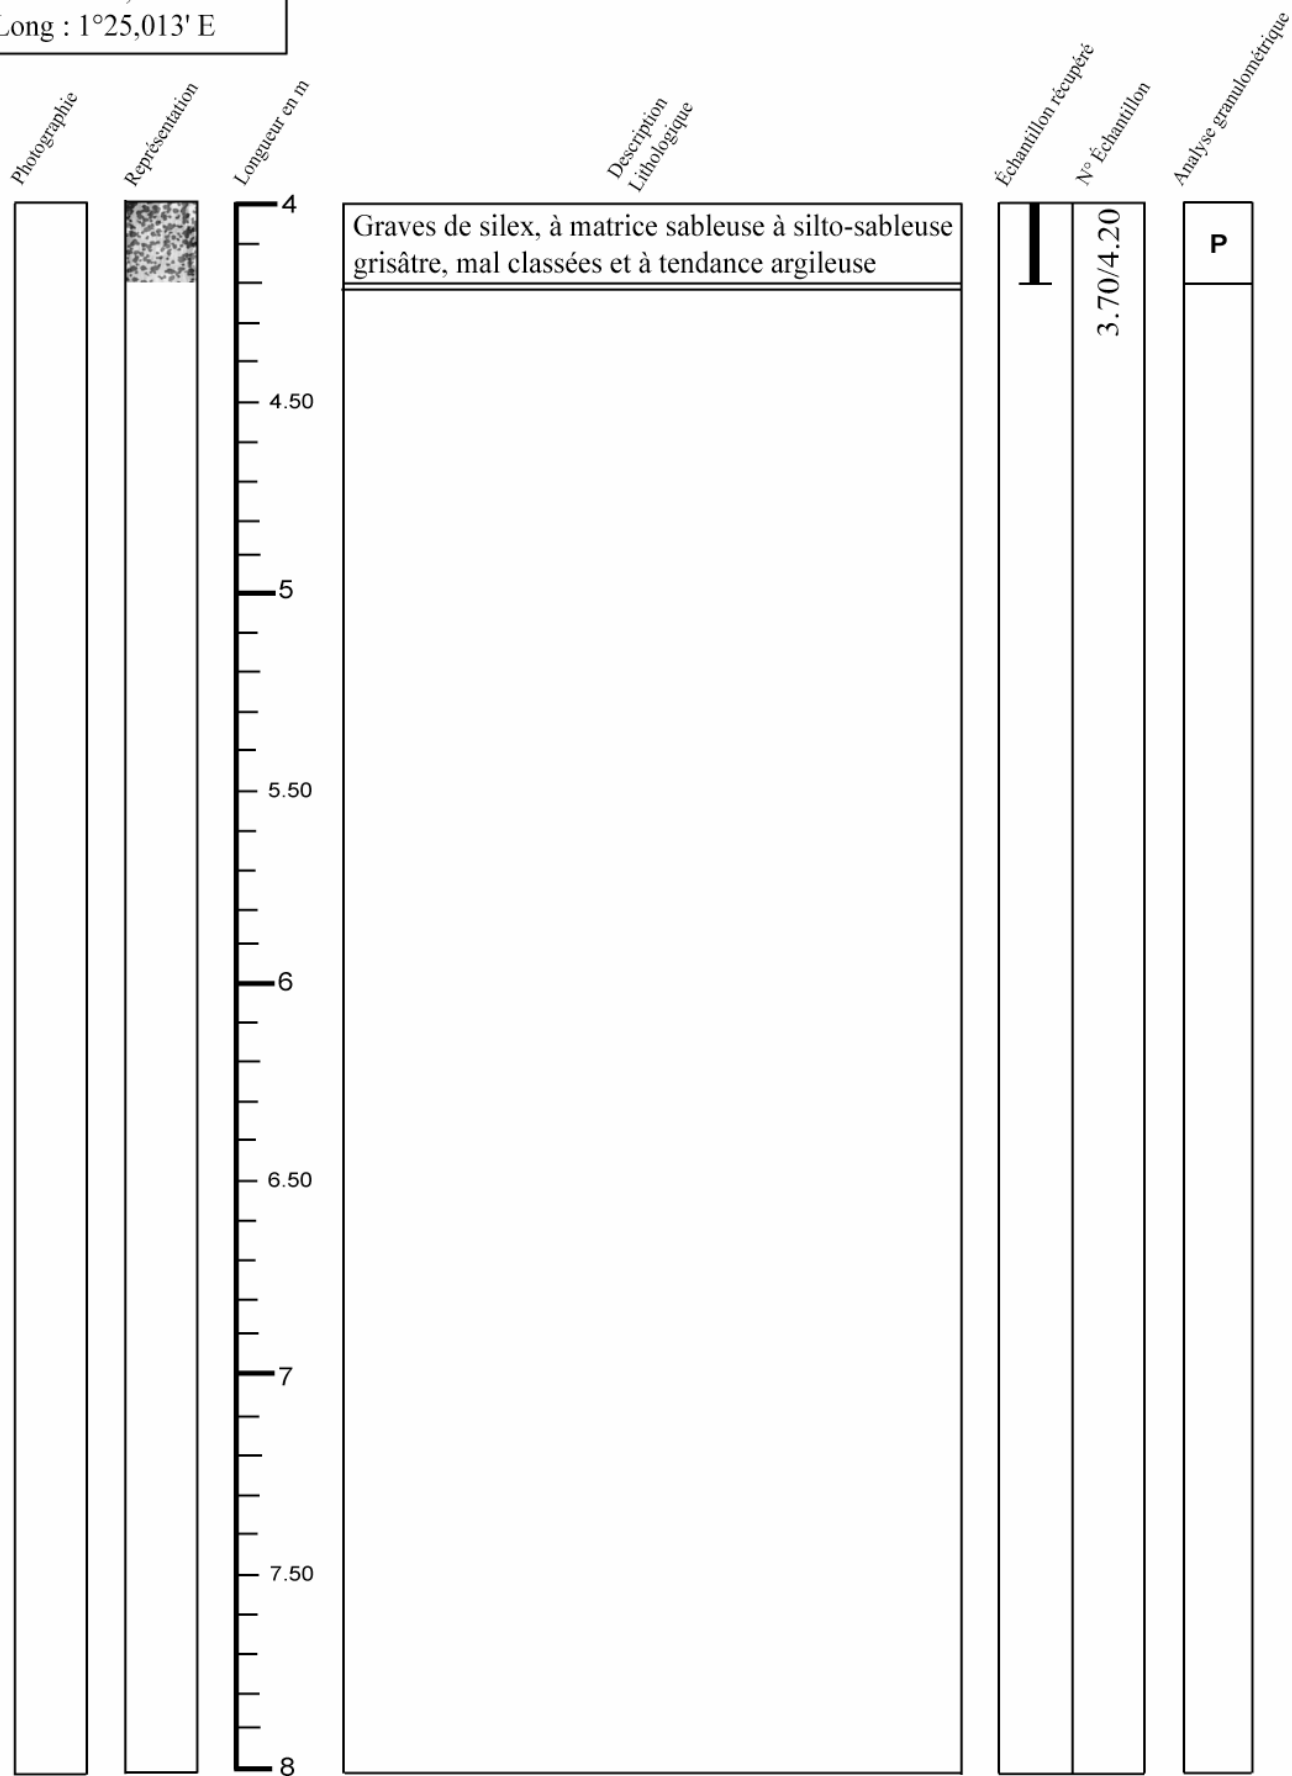 Long : 1°25,013' E
Photographie
Représentation
Longueur en m
Description
Lithologique
Échantillon récupéré
N° Échantillon
Analyse granulométrique
4
Graves de silex, à matrice sableuse à silto-sableuse
grisâtre, mal classées et à tendance argileuse
3.70/4.20
P
4.50
5
5.50
6
6.50
7
7.50
8